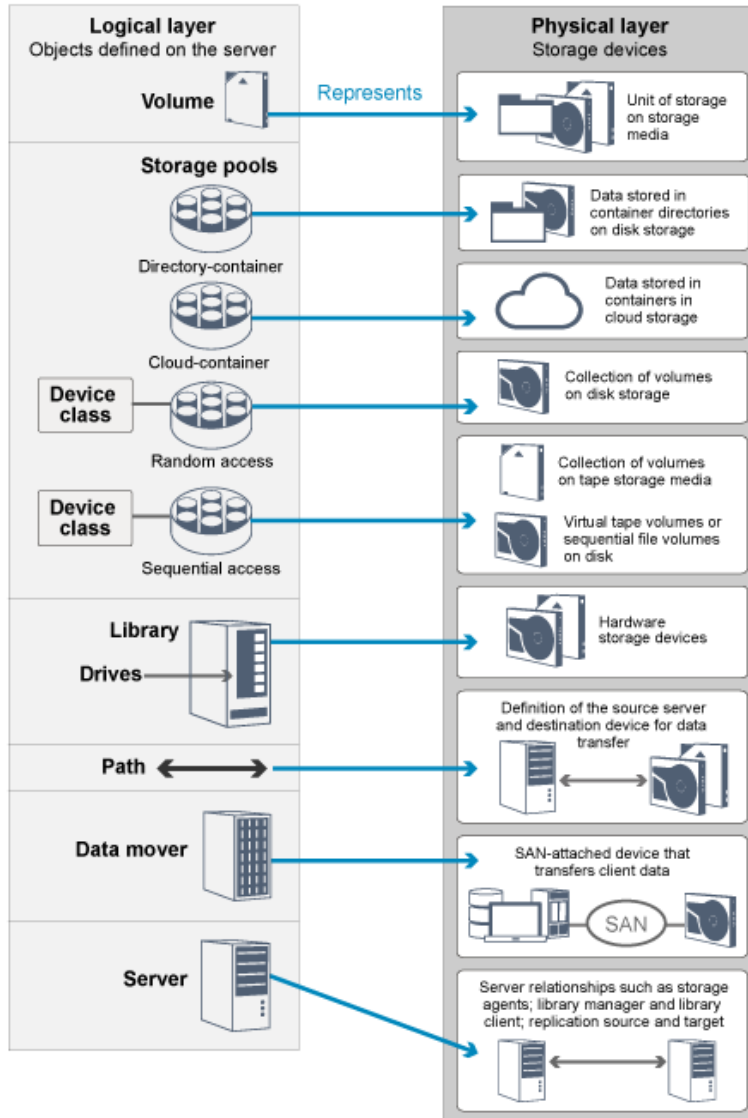 Logical layer
Objects defined on the server
Physical layer
Storage devices
Volume
Represents
Unit of storage
on storage
media
Storage pools
Directory-container
Data stored in
container directories
on disk storage
Cloud-container
Data stored in
containers in
cloud storage
Device
class
Random access
Collection of volumes
on disk storage
Device
class
Sequential access
Collection of volumes
on tape storage media
Virtual tape volumes or
sequential file volumes
on disk
Library
Drives
Hardware
storage devices
Path
Definition of the source server
and destination device for data
transfer
Data mover
SAN-attached device that
transfers client data
SAN
Server
Server relationships such as storage
agents; library manager and library
client; replication source and target